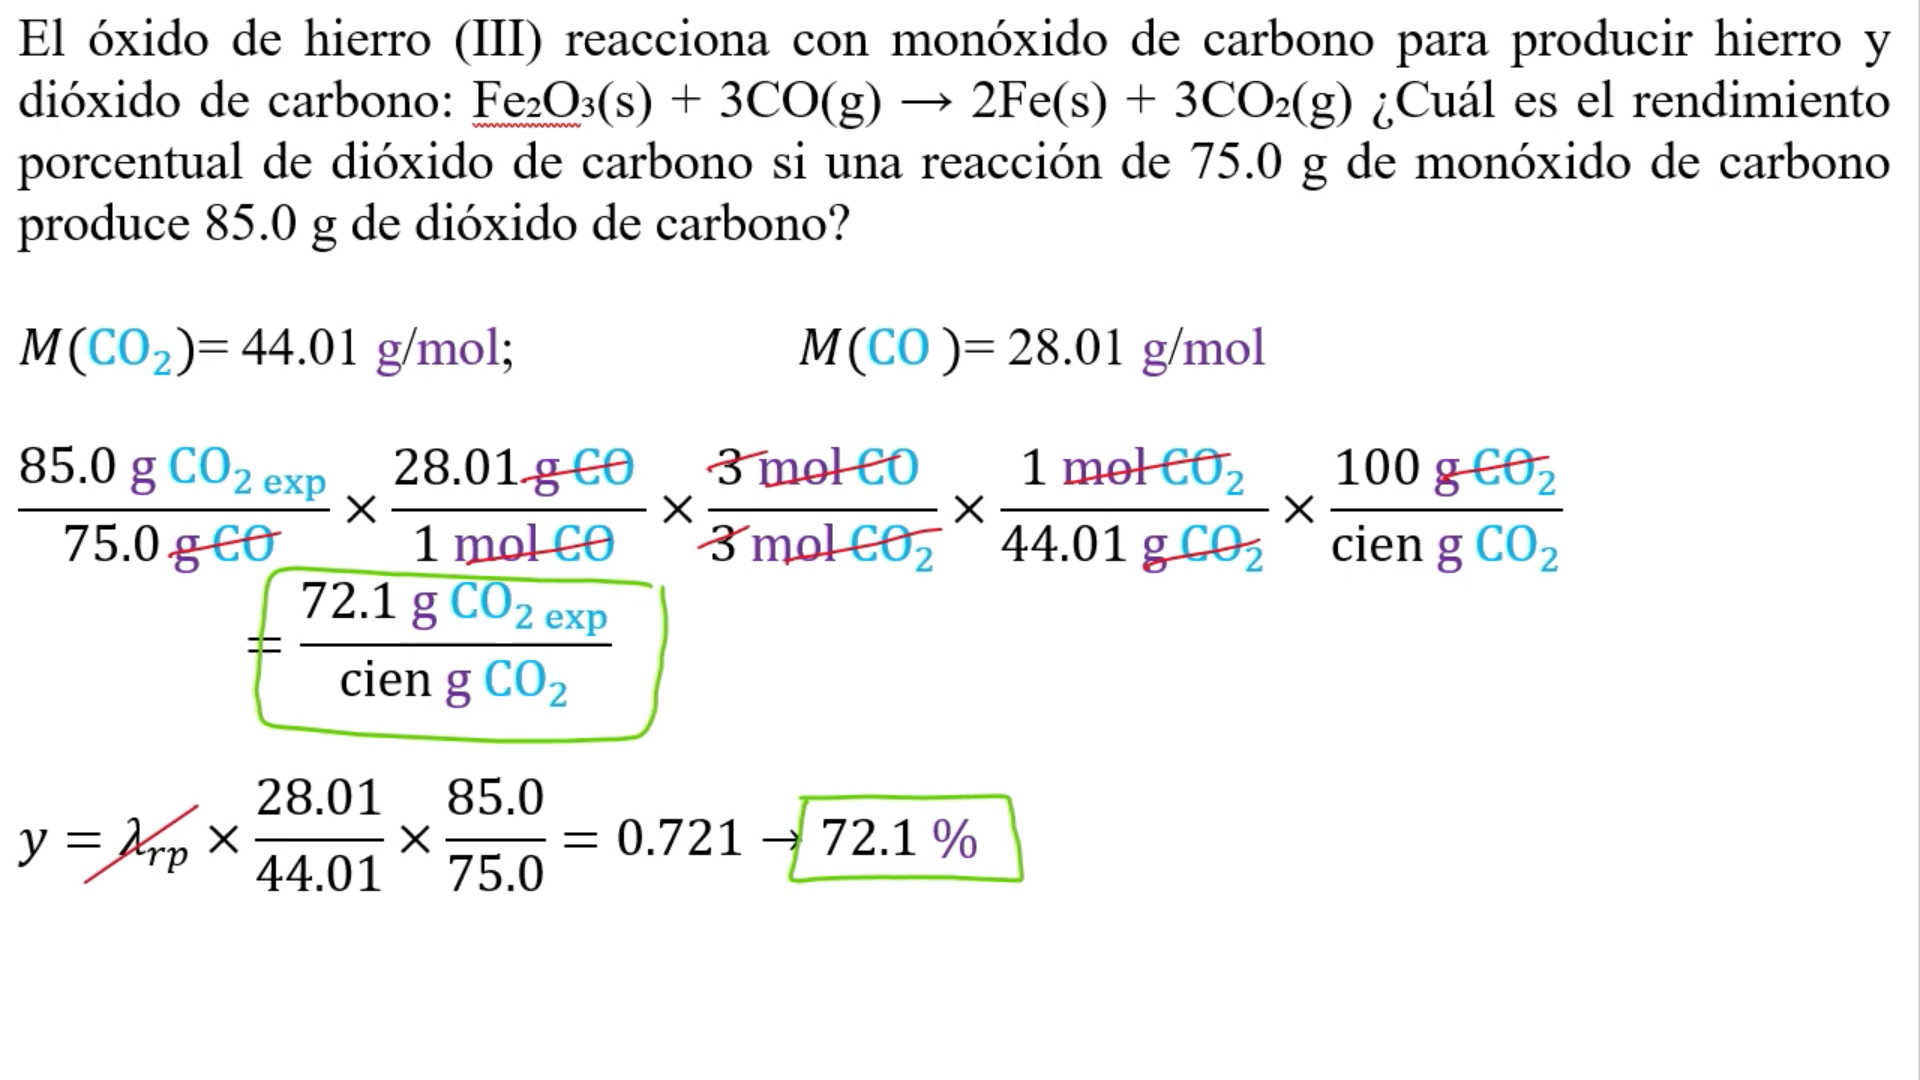 El óxido de hierro (III) reacciona con monóxido de carbono para producir hierro y
dióxido de carbono: Fe₂O₃(s) + 3CO(g) → 2Fe(s) + 3CO₂(g) ¿Cuál es el rendimiento
porcentual de dióxido de carbono si una reacción de 75.0 g de monóxido de carbono
produce 85.0 g de dióxido de carbono?
M(CO₂)= 44.01 g/mol; M(CO )= 28.01 g/mol
85.0 g CO₂ exp / 75.0 g CO × 28.01 g CO / 1 mol CO × 3 mol CO / 3 mol CO₂ × 1 mol CO₂ / 44.01 g CO₂ × 100 g CO₂ / cien g CO₂
= 72.1 g CO₂ exp / cien g CO₂
y = λrp × 28.01 / 44.01 × 85.0 / 75.0 = 0.721 → 72.1 %